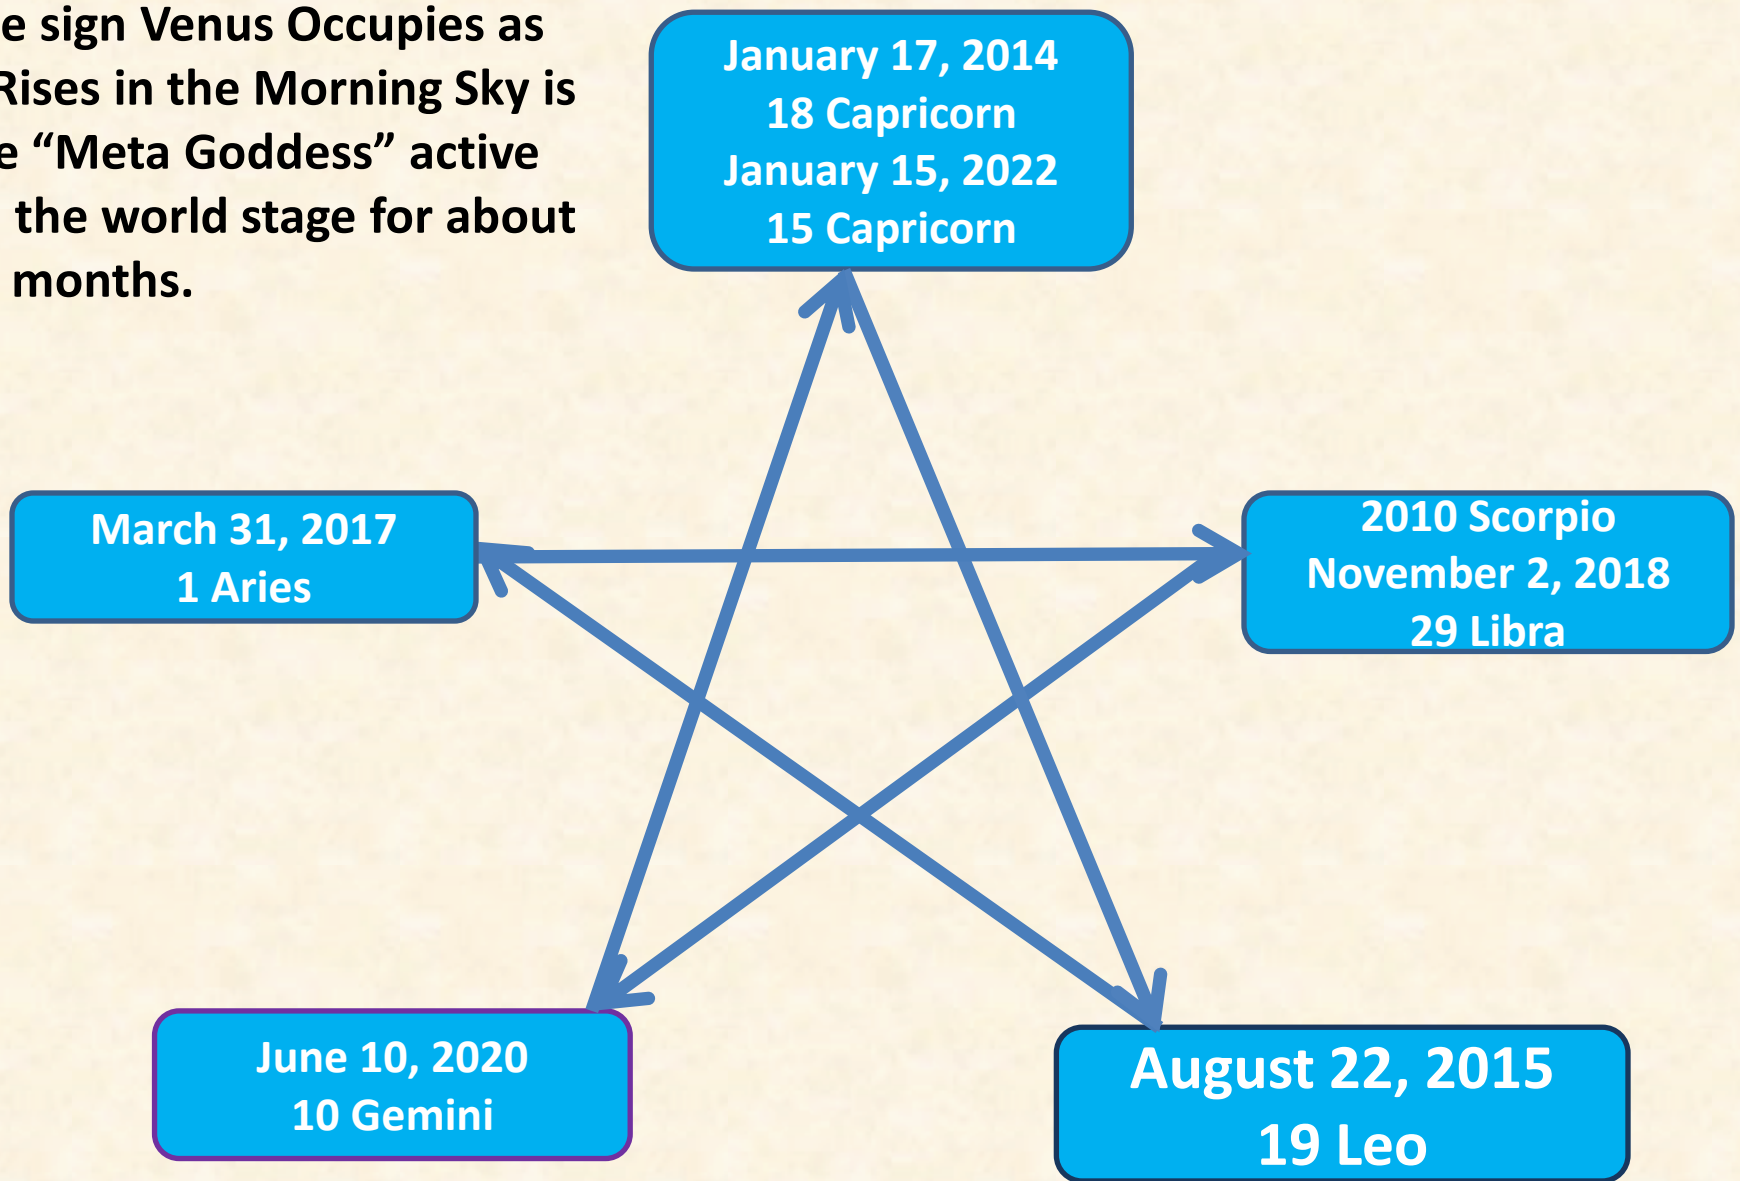 e sign Venus Occupies as
Rises in the Morning Sky is
e “Meta Goddess” active
the world stage for about
months.
January 17, 2014
18 Capricorn
January 15, 2022
15 Capricorn
March 31, 2017
1 Aries
2010 Scorpio
November 2, 2018
29 Libra
June 10, 2020
10 Gemini
August 22, 2015
19 Leo